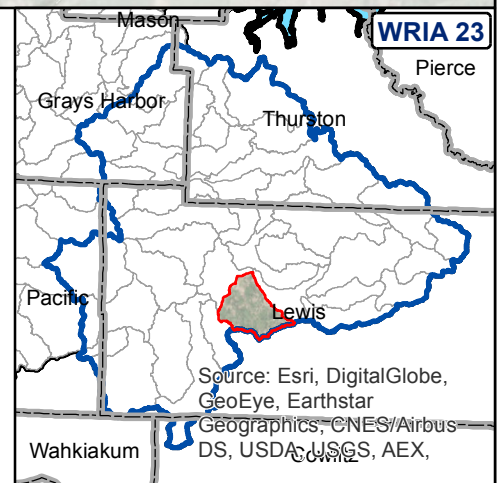 Mason
WRIA 23
Pierce
Grays Harbor
Thurston
Pacific
Lewis
Source: Esri, DigitalGlobe,
GeoEye, Earthstar
Geographics, CNES/Airbus
DS, USDA, USGS, AEX,
Wahkiakum
Cowlitz